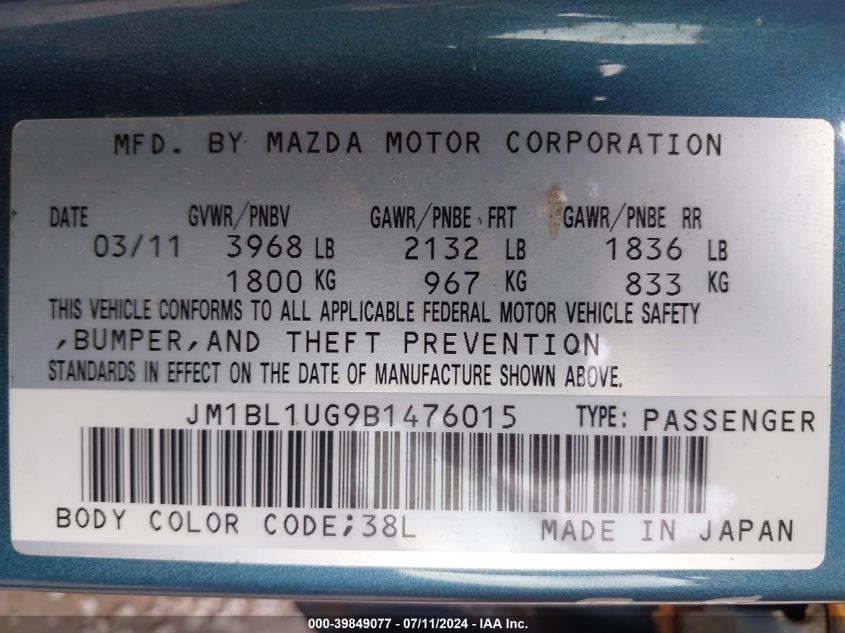 MFD. BY MAZDA MOTOR CORPORATION
DATE GVWR/PNBV GAWR/PNBE FRT GAWR/PNBE RR
03/11 3968 LB 2132 LB 1836 LB
1800 KG 967 KG 833 KG
THIS VEHICLE CONFORMS TO ALL APPLICABLE FEDERAL MOTOR VEHICLE SAFETY
,BUMPER,AND THEFT PREVENTION
STANDARDS IN EFFECT ON THE DATE OF MANUFACTURE SHOWN ABOVE.
JM1BL1UG9B1476015 TYPE: PASSENGER
BODY COLOR CODE;38L MADE IN JAPAN
000-39849077 - 07/11/2024 - IAA Inc.